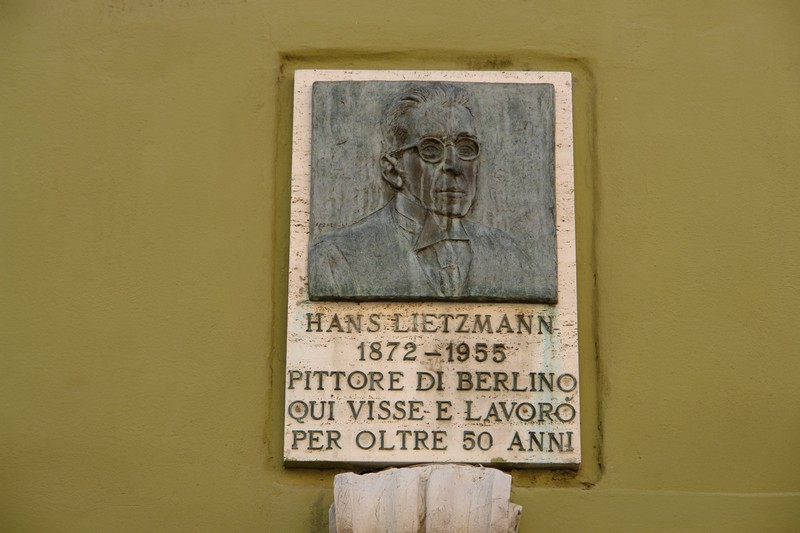 HANS LIETZMANN
1872-1955
PITTORE DI BERLINO
QUI VISSE E LAVORÒ
PER OLTRE 50 ANNI